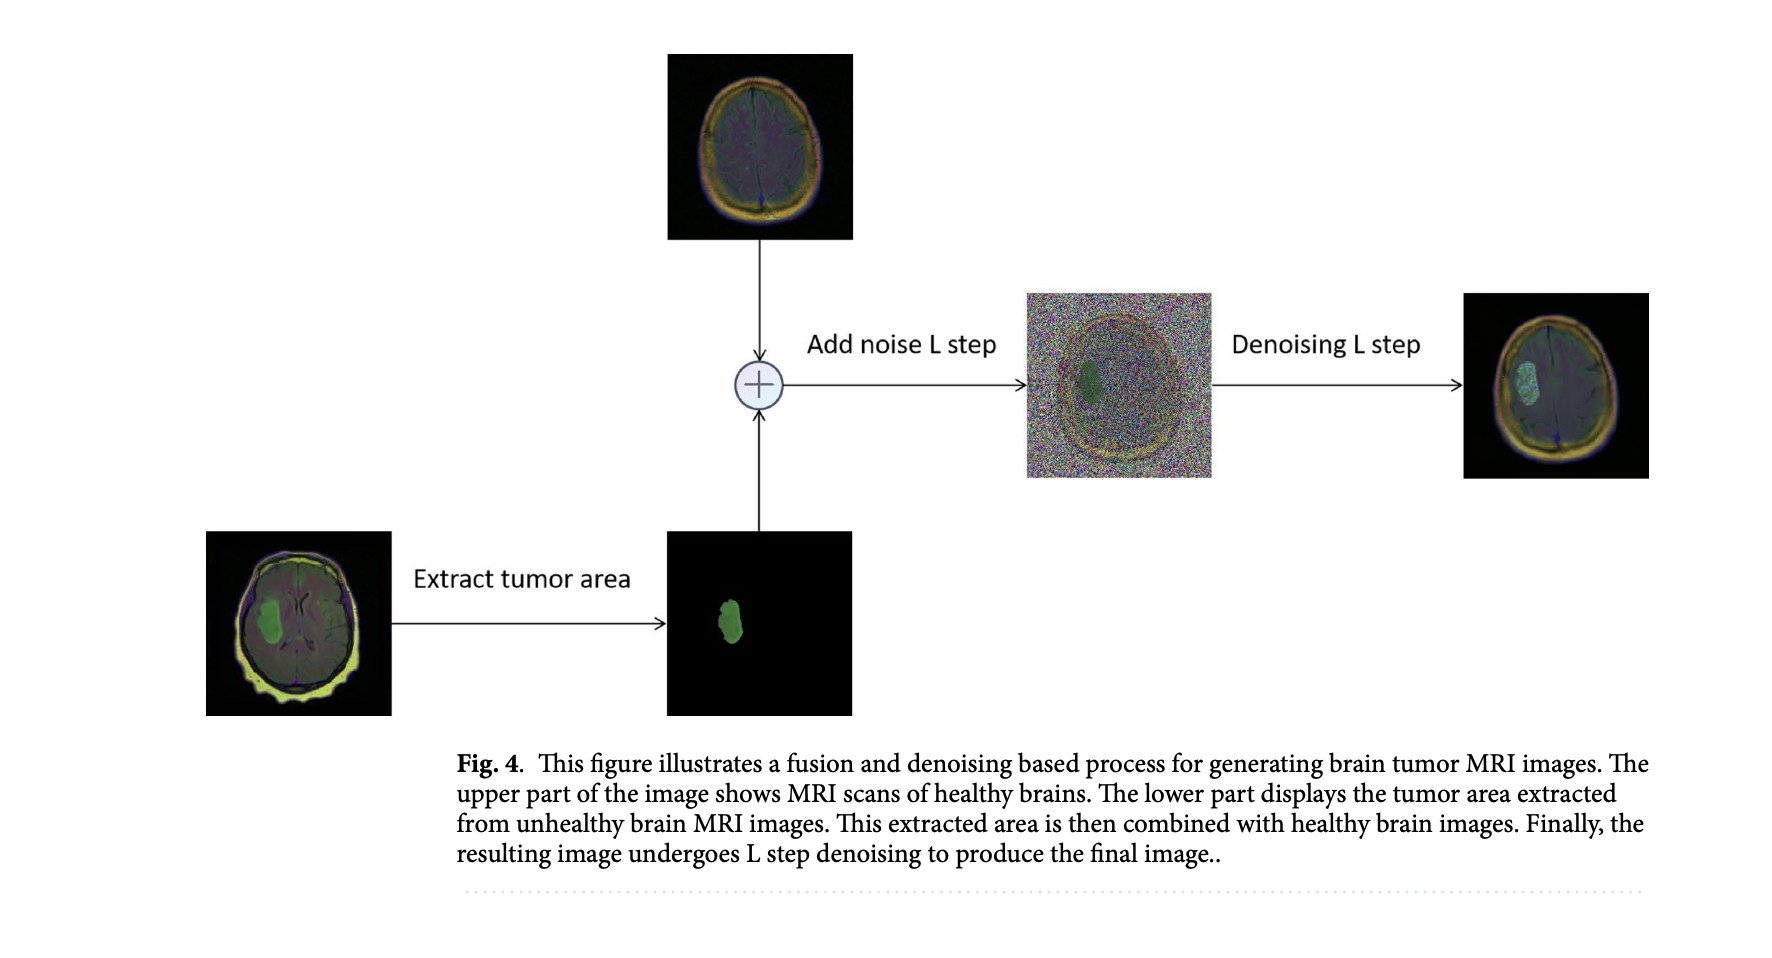 Add noise L step
Denoising L step
Extract tumor area
Fig. 4. This figure illustrates a fusion and denoising based process for generating brain tumor MRI images. The
upper part of the image shows MRI scans of healthy brains. The lower part displays the tumor area extracted
from unhealthy brain MRI images. This extracted area is then combined with healthy brain images. Finally, the
resulting image undergoes L step denoising to produce the final image..